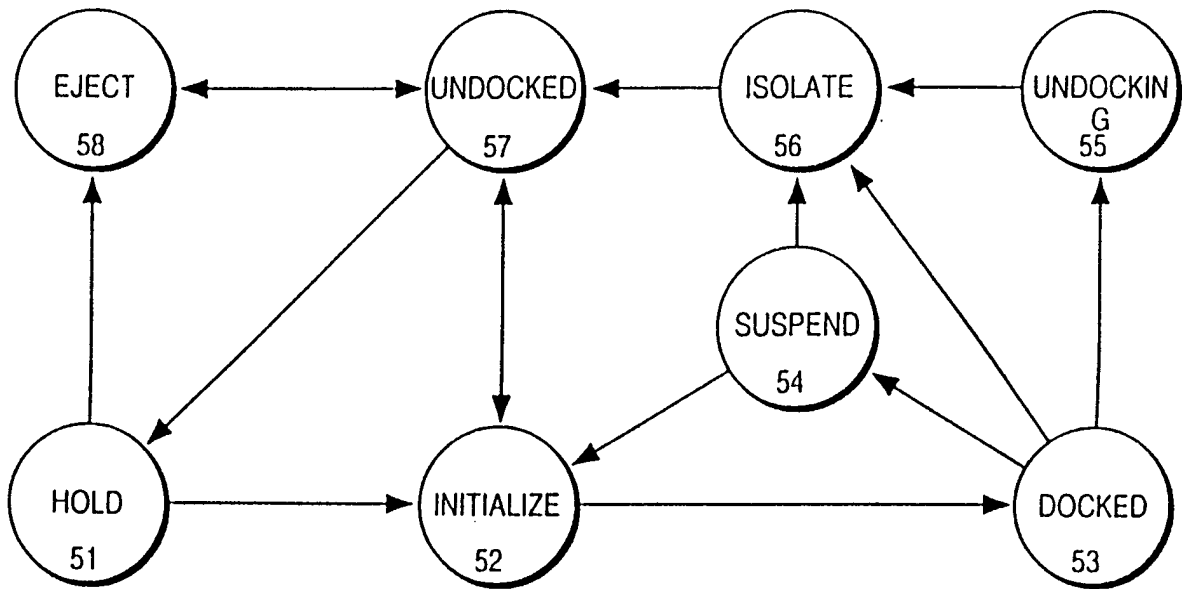 EJECT
58
UNDOCKED
57
ISOLATE
56
UNDOCKIN
G
55
SUSPEND
54
HOLD
51
INITIALIZE
52
DOCKED
53